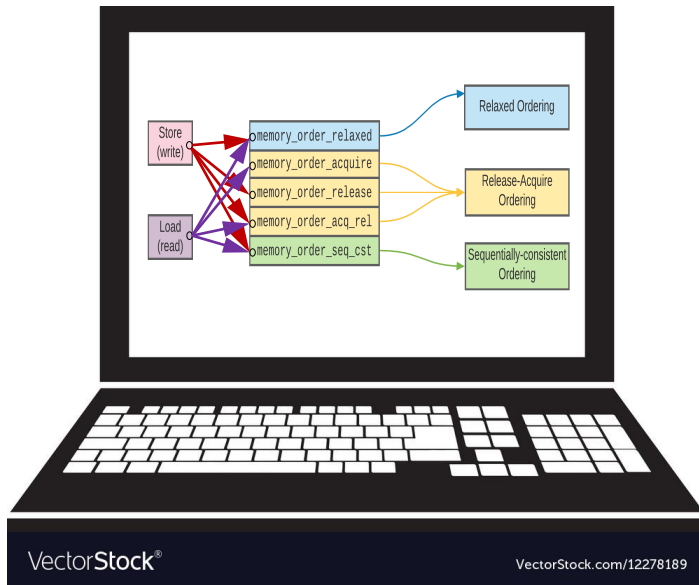 Store
(write)
Load
(read)
memory_order_relaxed
memory_order_acquire
memory_order_release
memory_order_acq_rel
memory_order_seq_cst
Relaxed Ordering
Release-Acquire
Ordering
Sequentially-consistent
Ordering
VectorStock®
VectorStock.com/12278189